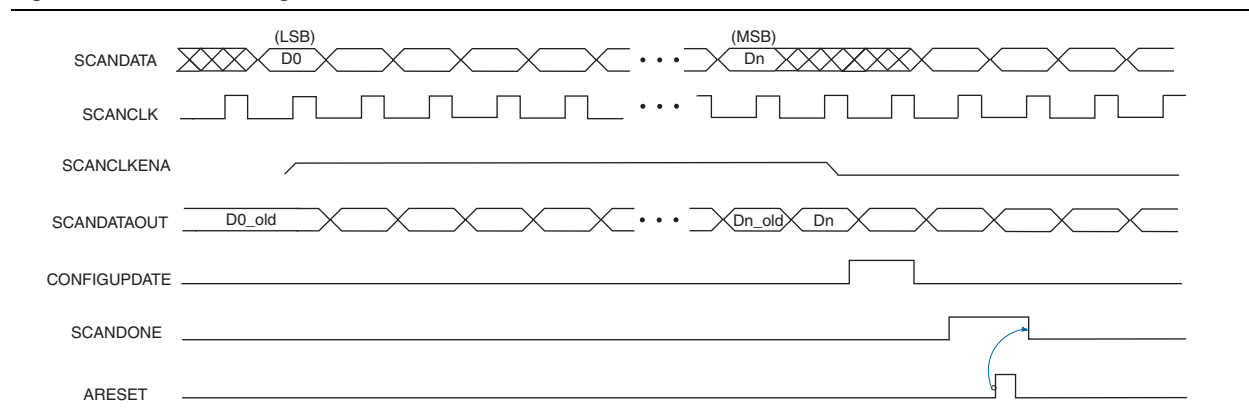 (LSB) (MSB)
SCANDATA D0 Dn
SCANCLK
SCANCLKENA
SCANDATAOUT D0_old Dn_old Dn
CONFIGUPDATE
SCANDONE
ARESET